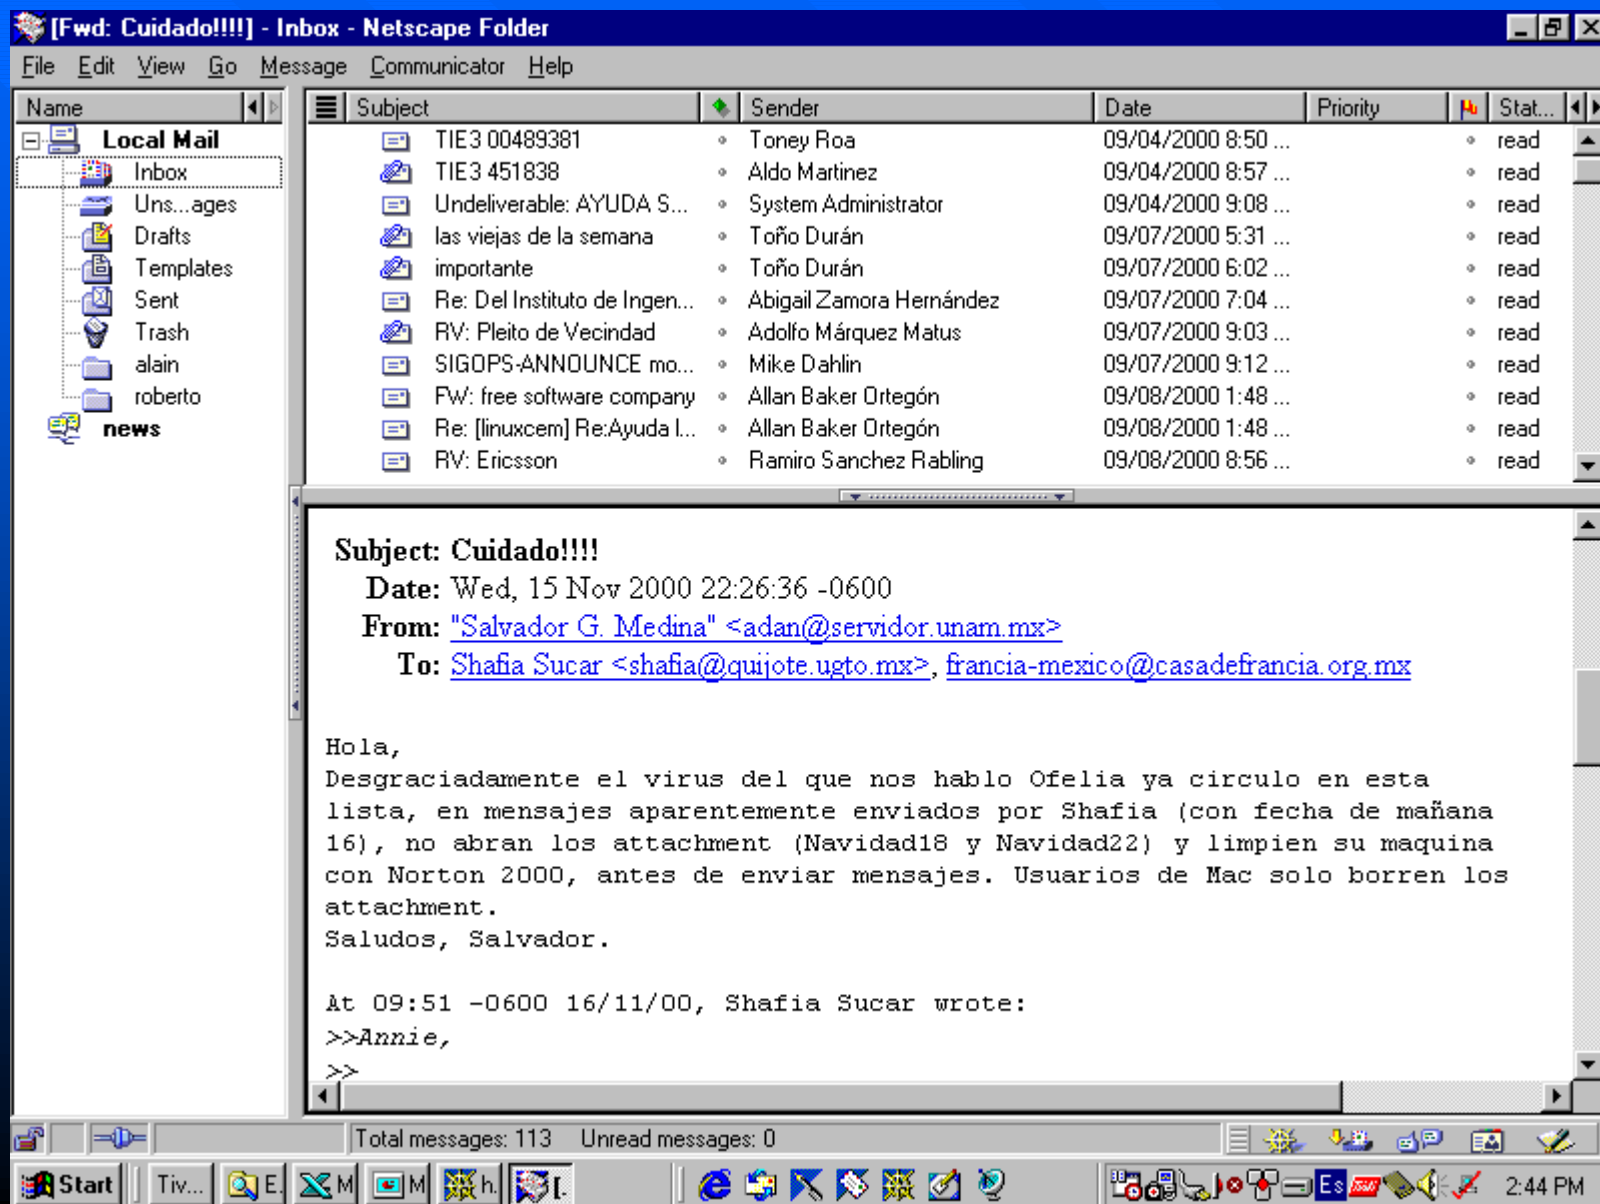 [Fwd: Cuidado!!!!] - Inbox - Netscape Folder
File Edit View Go Message Communicator Help
Name
Local Mail
Inbox
Uns...ages
Drafts
Templates
Sent
Trash
alain
roberto
news
Subject Sender Date Priority Stat...
TIE3 00489381 Toney Roa 09/04/2000 8:50 ... read
TIE3 451838 Aldo Martinez 09/04/2000 8:57 ... read
Undeliverable: AYUDA S... System Administrator 09/04/2000 9:08 ... read
las viejas de la semana Toño Durán 09/07/2000 5:31 ... read
importante Toño Durán 09/07/2000 6:02 ... read
Re: Del Instituto de Ingen... Abigail Zamora Hernández 09/07/2000 7:04 ... read
RV: Pleito de Vecindad Adolfo Márquez Matus 09/07/2000 9:03 ... read
SIGOPS-ANNOUNCE mo... Mike Dahlin 09/07/2000 9:12 ... read
FW: free software company Allan Baker Ortegón 09/08/2000 1:48 ... read
Re: [linuxcem] Re:Ayuda l... Allan Baker Ortegón 09/08/2000 1:48 ... read
RV: Ericsson Ramiro Sanchez Rabling 09/08/2000 8:56 ... read
Subject: Cuidado!!!!
Date: Wed, 15 Nov 2000 22:26:36 -0600
From: "Salvador G. Medina" <adan@servidor.unam.mx>
To: Shafia Sucar <shafia@quijote.ugto.mx>, francia-mexico@casadefrancia.org.mx
Hola,
Desgraciadamente el virus del que nos hablo Ofelia ya circulo en esta
lista, en mensajes aparentemente enviados por Shafia (con fecha de mañana
16), no abran los attachment (Navidad18 y Navidad22) y limpien su maquina
con Norton 2000, antes de enviar mensajes. Usuarios de Mac solo borren los
attachment.
Saludos, Salvador.
At 09:51 -0600 16/11/00, Shafia Sucar wrote:
>>Annie,
>>
Total messages: 113 Unread messages: 0
Start Tiv... E. M M h. [. Es 2:44 PM